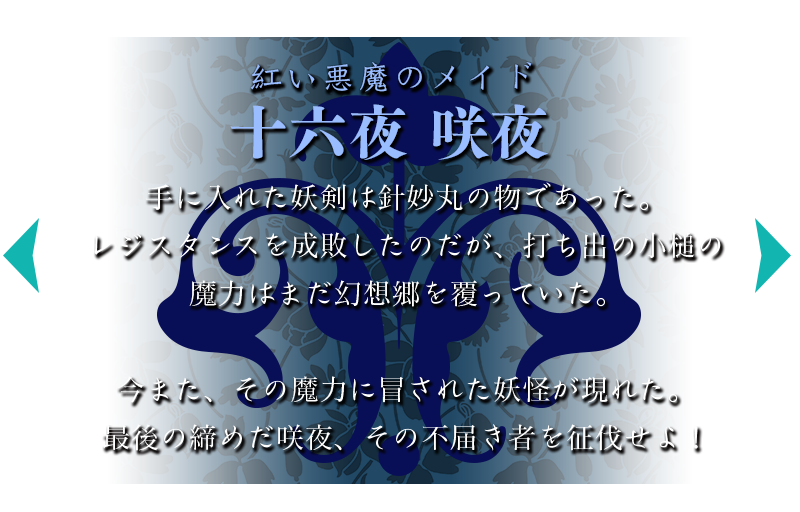 紅い悪魔のメイド
十六夜 咲夜
手に入れた妖剣は針妙丸の物であった。
レジスタンスを成敗したのだが、打ち出の小槌の
魔力はまだ幻想郷を覆っていた。
今また、その魔力に冒された妖怪が現れた。
最後の締めだ咲夜、その不届き者を征伐せよ！